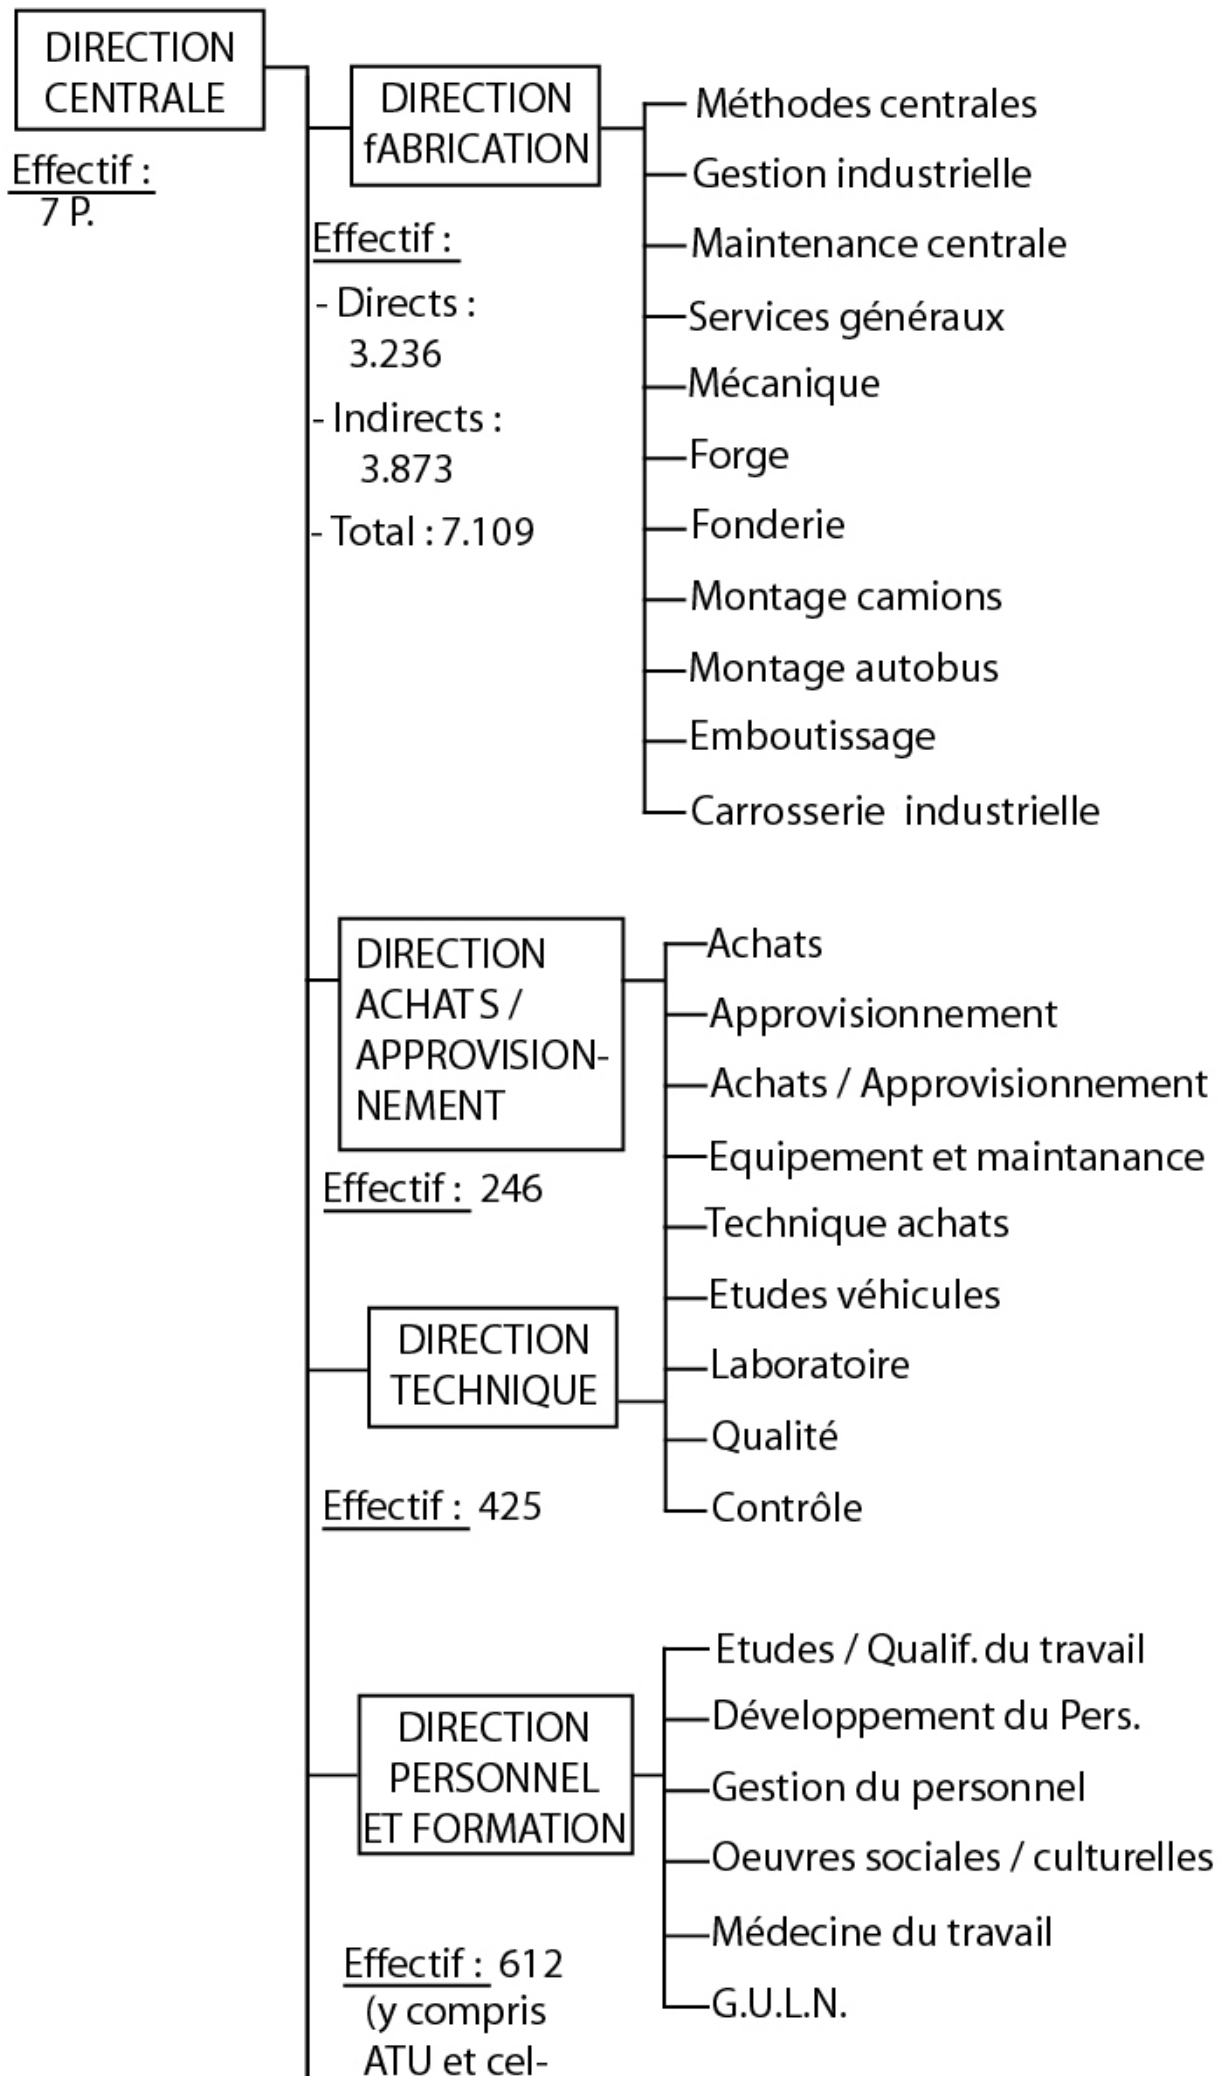 DIRECTION
CENTRALE
Effectif :
7 P.
DIRECTION
fABRICATION
Effectif :
- Directs :
3.236
- Indirects :
3.873
- Total : 7.109
Méthodes centrales
Gestion industrielle
Maintenance centrale
Services généraux
Mécanique
Forge
Fonderie
Montage camions
Montage autobus
Emboutissage
Carrosserie industrielle
DIRECTION
ACHATS /
APPROVISION-
NEMENT
Effectif : 246
Achats
Approvisionnement
Achats / Approvisionnement
Equipement et maintanance
Technique achats
Etudes véhicules
Laboratoire
Qualité
Contrôle
DIRECTION
TECHNIQUE
Effectif : 425
DIRECTION
PERSONNEL
ET FORMATION
Effectif : 612
(y compris
ATU et cel-
Etudes / Qualif. du travail
Développement du Pers.
Gestion du personnel
Oeuvres sociales / culturelles
Médecine du travail
G.U.L.N.